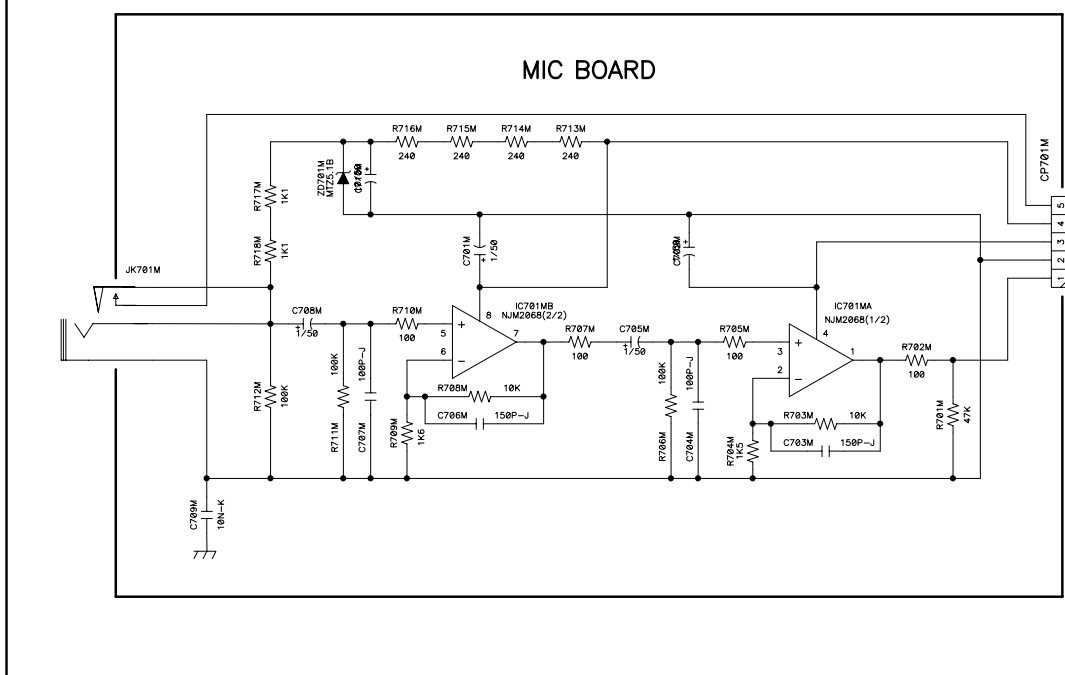 MIC BOARD
R716M
R715M
R714M
R713M
240
240
240
240
CP701M
ZD701M
MTZ5.1B
R717M
1K1
R718M
1K1
C701M
1/50
5
4
3
2
1
JK701M
C708M
1/50
R710M
100
IC701MB
NJM2068(2/2)
8
+
5
6
−
7
R707M
100
C705M
1/50
R705M
100
IC701MA
NJM2068(1/2)
4
+
3
2
−
1
R702M
100
R712M
100K
100K
R711M
100P-J
C707M
R708M
10K
C706M
150P-J
R709M
1K6
100K
R706M
100P-J
C704M
R703M
10K
C703M
150P-J
R704M
1K5
R701M
47K
C709M
10N-K